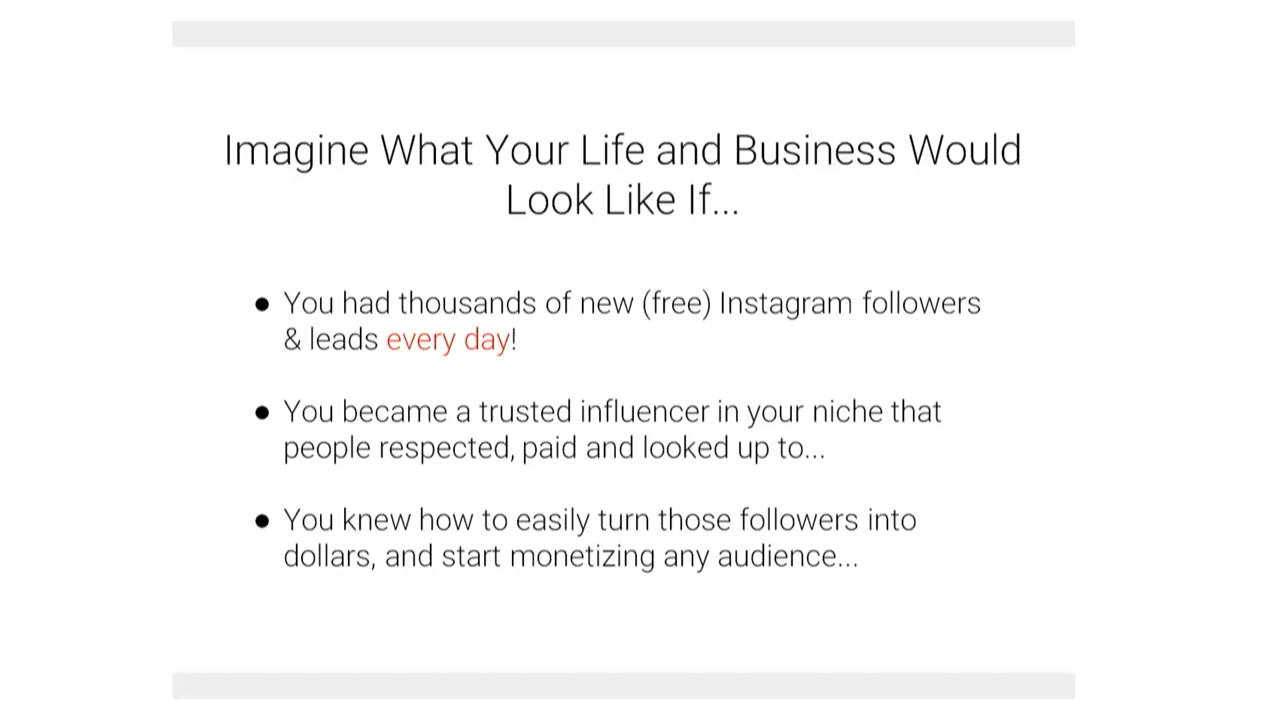 Imagine What Your Life and Business Would
Look Like If...
● You had thousands of new (free) Instagram followers
& leads every day!
● You became a trusted influencer in your niche that
people respected, paid and looked up to...
● You knew how to easily turn those followers into
dollars, and start monetizing any audience...